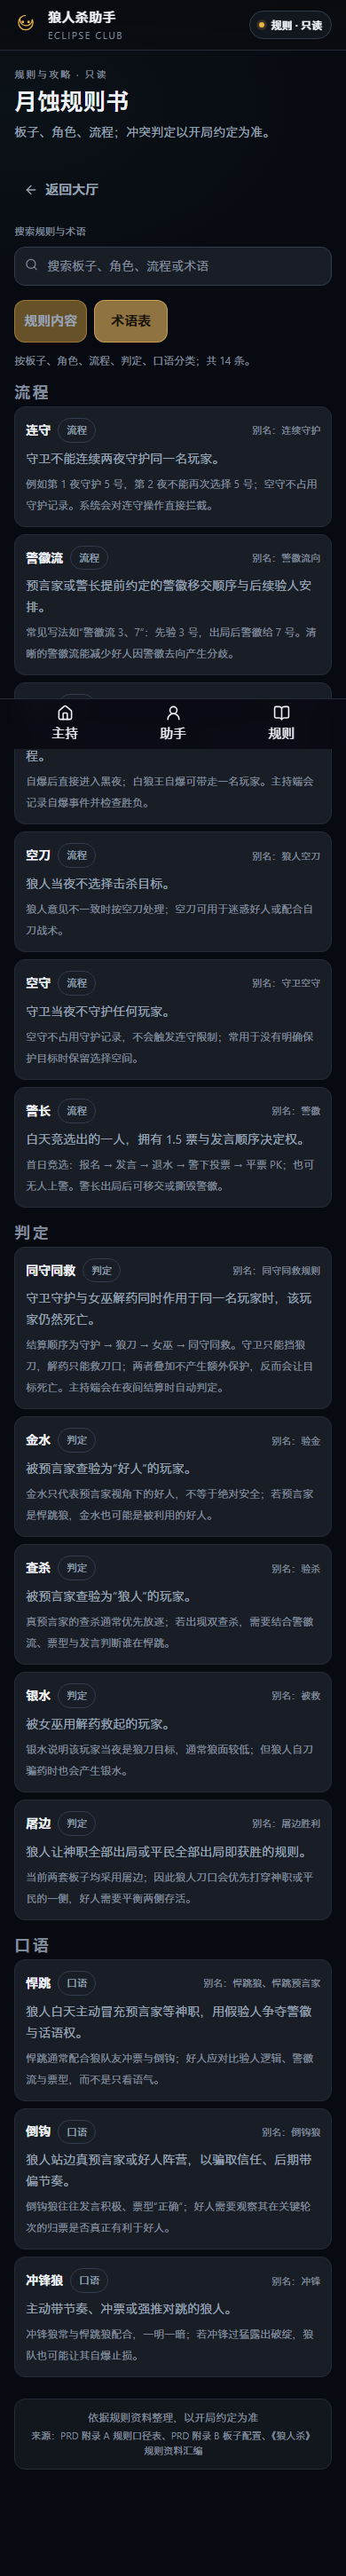 狼人杀助手
ECLIPSE CLUB
规则 · 只读
规则与攻略 · 只读
月蚀规则书
板子、角色、流程；冲突判定以开局约定为准。
返回大厅
搜索规则与术语
搜索板子、角色、流程或术语
规则内容
术语表
按板子、角色、流程、判定、口语分类；共 14 条。
流程
连守 流程 别名：连续守护
守卫不能连续两夜守护同一名玩家。
例如第 1 夜守护 5 号，第 2 夜不能再次选择 5 号；空守不占用
守护记录。系统会对连守操作直接拦截。
警徽流 流程 别名：警徽流向
预言家或警长提前约定的警徽移交顺序与后续验人安
排。
常见写法如“警徽流 3、7”：先验 3 号，出局后警徽给 7 号。清
晰的警徽流能减少好人因警徽去向产生分歧。
主持
助手
规则
程。
自爆后直接进入黑夜；白狼王自爆可带走一名玩家。主持端会
记录自爆事件并检查胜负。
空刀 流程 别名：狼人空刀
狼人当夜不选择击杀目标。
狼人意见不一致时按空刀处理；空刀可用于迷惑好人或配合自
刀战术。
空守 流程 别名：守卫空守
守卫当夜不守护任何玩家。
空守不占用守护记录，不会触发连守限制；常用于没有明确保
护目标时保留选择空间。
警长 流程 别名：警徽
白天竞选出的一人，拥有 1.5 票与发言顺序决定权。
首日竞选：报名 → 发言 → 退水 → 警下投票 → 平票 PK；也可
无人上警。警长出局后可移交或撕毁警徽。
判定
同守同救 判定 别名：同守同救规则
守卫守护与女巫解药同时作用于同一名玩家时，该玩
家仍然死亡。
结算顺序为守护 → 狼刀 → 女巫 → 同守同救。守卫只能挡狼
刀，解药只能救刀口；两者叠加不产生额外保护，反而会让目
标死亡。主持端会在夜间结算时自动判定。
金水 判定 别名：验金
被预言家查验为“好人”的玩家。
金水只代表预言家视角下的好人，不等于绝对安全；若预言家
是悍跳狼，金水也可能是被利用的好人。
查杀 判定 别名：验杀
被预言家查验为“狼人”的玩家。
真预言家的查杀通常优先放逐；若出现双查杀，需要结合警徽
流、票型与发言判断谁在悍跳。
银水 判定 别名：被救
被女巫用解药救起的玩家。
银水说明该玩家当夜是狼刀目标，通常狼面较低；但狼人自刀
骗药时也会产生银水。
屠边 判定 别名：屠边胜利
狼人让神职全部出局或平民全部出局即获胜的规则。
当前两套板子均采用屠边；因此狼人刀口会优先打穿神职或平
民的一侧，好人需要平衡两侧存活。
口语
悍跳 口语 别名：悍跳狼、悍跳预言家
狼人白天主动冒充预言家等神职，用假验人争夺警徽
与话语权。
悍跳通常配合狼队友冲票与倒钩；好人应对比验人逻辑、警徽
流与票型，而不是只看语气。
倒钩 口语 别名：倒钩狼
狼人站边真预言家或好人阵营，以骗取信任、后期带
偏节奏。
倒钩狼往往发言积极、票型“正确”；好人需要观察其在关键轮
次的归票是否真正有利于好人。
冲锋狼 口语 别名：冲锋
主动带节奏、冲票或强推对跳的狼人。
冲锋狼常与悍跳狼配合，一明一暗；若冲锋过猛露出破绽，狼
队也可能让其自爆止损。
依据规则资料整理，以开局约定为准
来源：PRD 附录 A 规则口径表、PRD 附录 B 板子配置、《狼人杀》
规则资料汇编